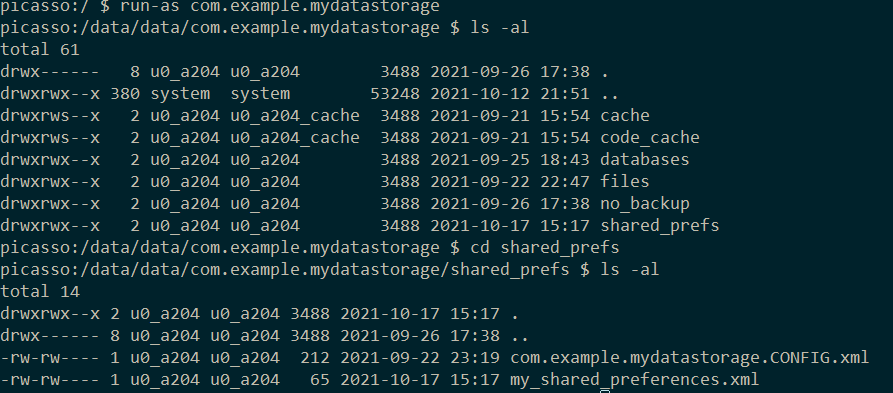 picasso:/ $ run-as com.example.mydatastorage
picasso:/data/data/com.example.mydatastorage $ ls -al
total 61
drwx------   8 u0_a204 u0_a204        3488 2021-09-26 17:38 .
drwxrwx--x 380 system  system        53248 2021-10-12 21:51 ..
drwxrws--x   2 u0_a204 u0_a204_cache  3488 2021-09-21 15:54 cache
drwxrws--x   2 u0_a204 u0_a204_cache  3488 2021-09-21 15:54 code_cache
drwxrwx--x   2 u0_a204 u0_a204        3488 2021-09-25 18:43 databases
drwxrwx--x   2 u0_a204 u0_a204        3488 2021-09-22 22:47 files
drwxrwx--x   2 u0_a204 u0_a204        3488 2021-09-26 17:38 no_backup
drwxrwx--x   2 u0_a204 u0_a204        3488 2021-10-17 15:17 shared_prefs
picasso:/data/data/com.example.mydatastorage $ cd shared_prefs
picasso:/data/data/com.example.mydatastorage/shared_prefs $ ls -al
total 14
drwxrwx--x 2 u0_a204 u0_a204 3488 2021-10-17 15:17 .
drwx------ 8 u0_a204 u0_a204 3488 2021-09-26 17:38 ..
-rw-rw---- 1 u0_a204 u0_a204  212 2021-09-22 23:19 com.example.mydatastorage.CONFIG.xml
-rw-rw---- 1 u0_a204 u0_a204   65 2021-10-17 15:17 my_shared_preferences.xml